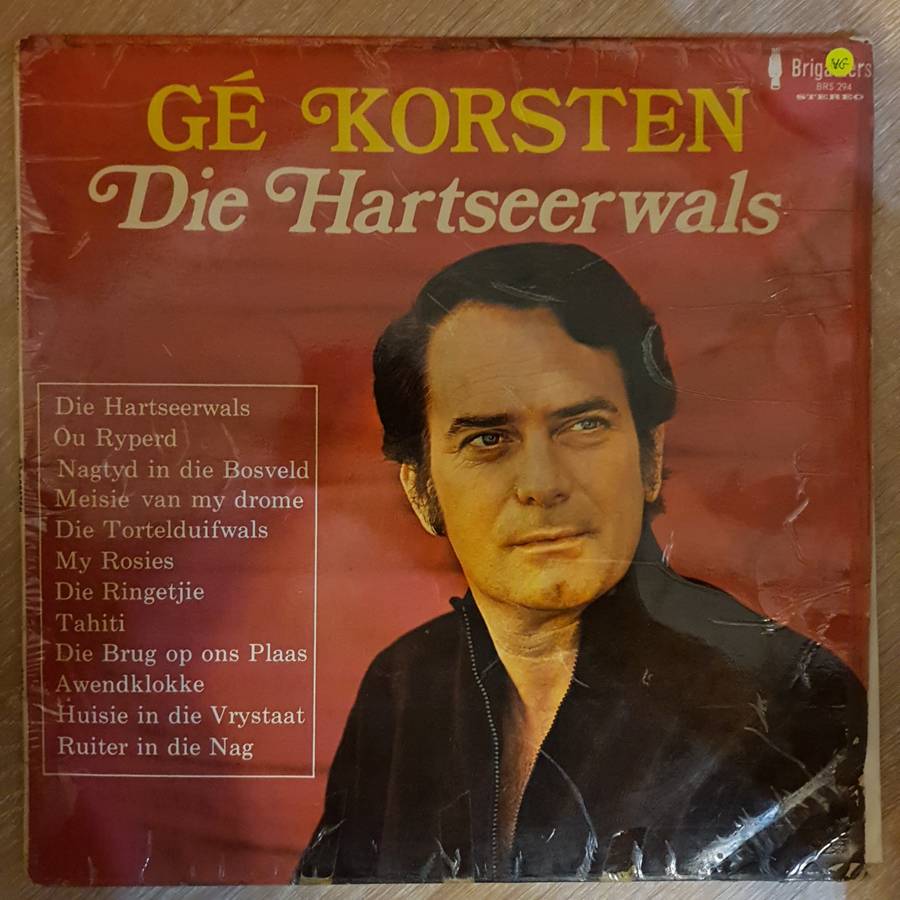 BRS 294
STEREO
GÉ KORSTEN
Die Hartseerwals
Die Hartseerwals
Ou Ryperd
Nagtyd in die Bosveld
Meisie van my drome
Die Tortelduifwals
My Rosies
Die Ringetjie
Tahiti
Die Brug op ons Plaas
Awendklokke
Huisie in die Vrystaat
Ruiter in die Nag